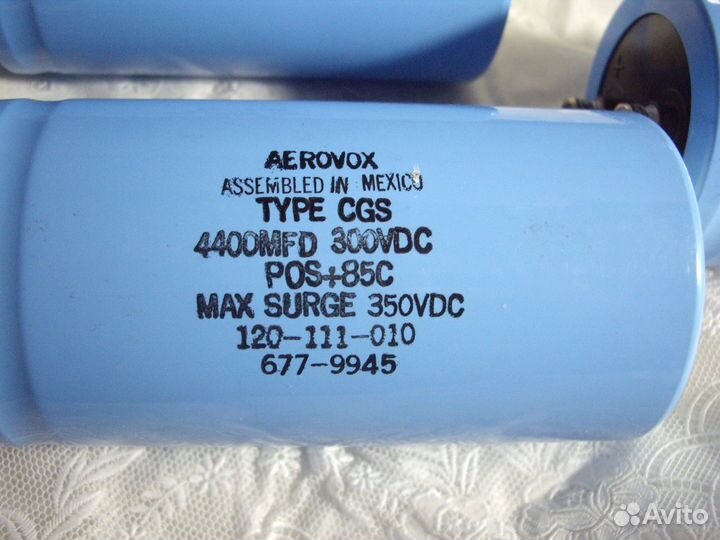 AEROVOX
ASSEMBLED IN MEXICO
TYPE CGS
4400MFD 300VDC
POS+85C
MAX SURGE 350VDC
120-111-010
677-9945
+
Avito